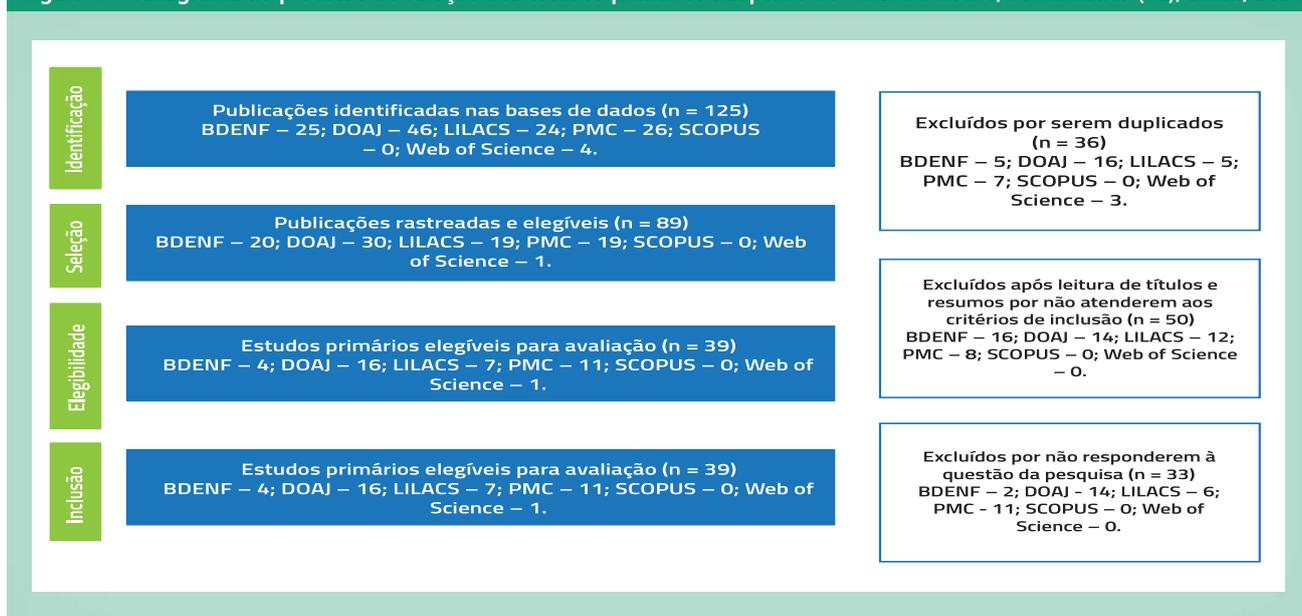 Identificação
Publicações identificadas nas bases de dados (n = 125)
BDENF – 25; DOAJ – 46; LILACS – 24; PMC – 26; SCOPUS
– 0; Web of Science – 4.
Excluídos por serem duplicados
(n = 36)
BDENF – 5; DOAJ – 16; LILACS – 5;
PMC – 7; SCOPUS – 0; Web of
Science – 3.
Seleção
Publicações rastreadas e elegíveis (n = 89)
BDENF – 20; DOAJ – 30; LILACS – 19; PMC – 19; SCOPUS – 0; Web
of Science – 1.
Excluídos após leitura de títulos e
resumos por não atenderem aos
critérios de inclusão (n = 50)
BDENF – 16; DOAJ – 14; LILACS – 12;
PMC – 8; SCOPUS – 0; Web of Science
– 0.
Elegibilidade
Estudos primários elegíveis para avaliação (n = 39)
BDENF – 4; DOAJ – 16; LILACS – 7; PMC – 11; SCOPUS – 0; Web of
Science – 1.
Excluídos por não responderem à
questão da pesquisa (n = 33)
BDENF – 2; DOAJ - 14; LILACS – 6;
PMC - 11; SCOPUS – 0; Web of
Science – 0.
Inclusão
Estudos primários elegíveis para avaliação (n = 39)
BDENF – 4; DOAJ – 16; LILACS – 7; PMC – 11; SCOPUS – 0; Web of
Science – 1.